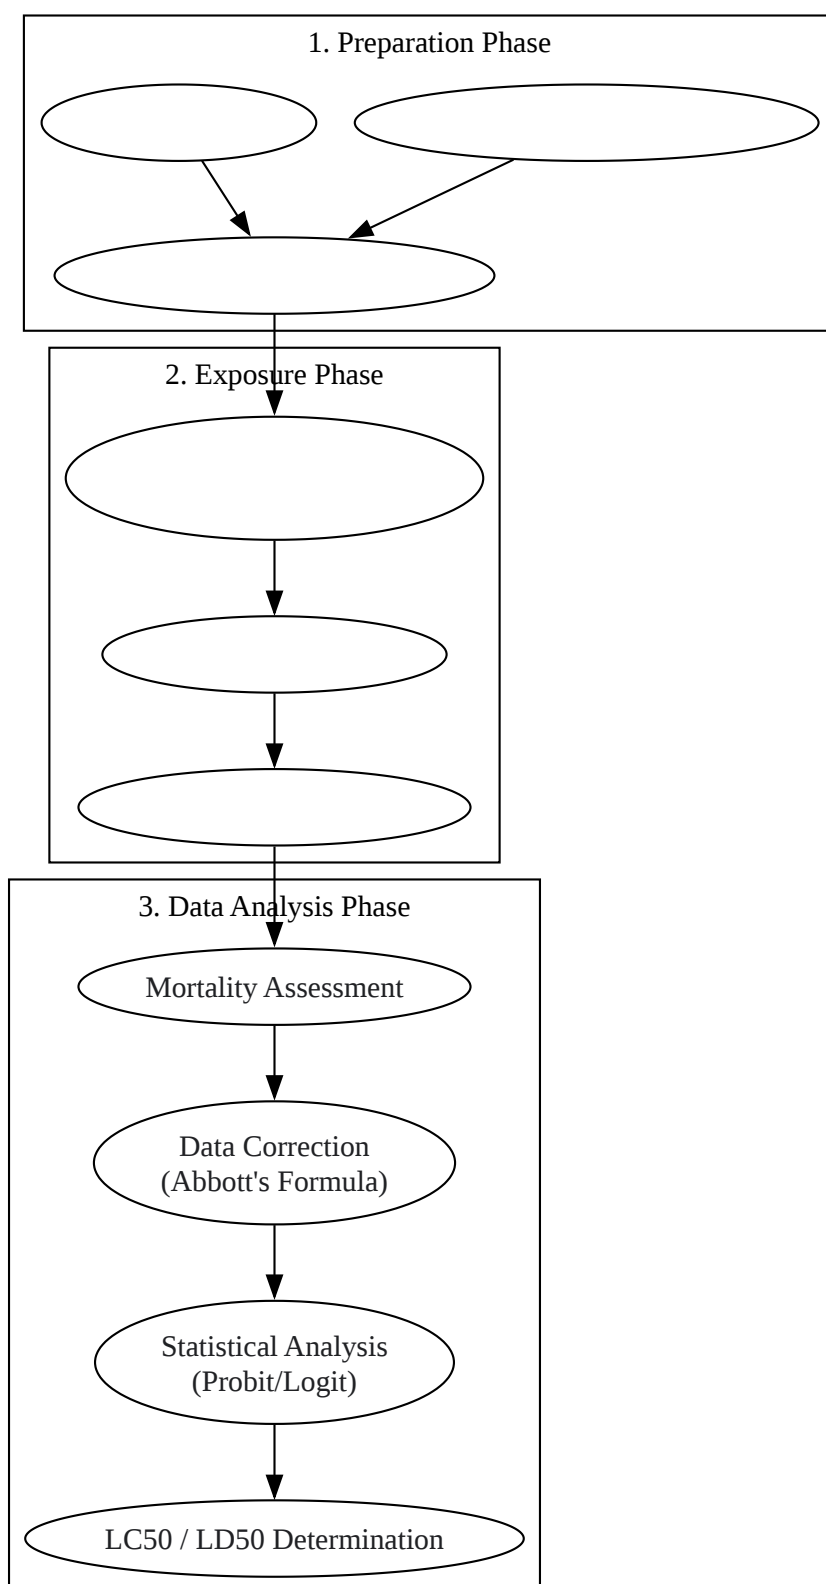 1. Preparation Phase
2. Exposure Phase
3. Data Analysis Phase
Mortality Assessment
Data Correction
(Abbott's Formula)
Statistical Analysis
(Probit/Logit)
LC50 / LD50 Determination